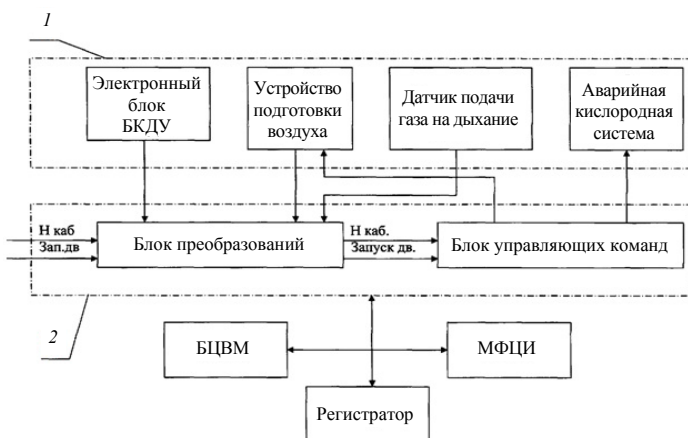 1
Электронный
блок
БКДУ
Устройство
подготовки
воздуха
Датчик подачи
газа на дыхание
Аварийная
кислородная
система
Н каб
Зап.дв
Блок преобразований
Н каб.
Запуск дв.
Блок управляющих команд
2
БЦВМ
МФЦИ
Регистратор